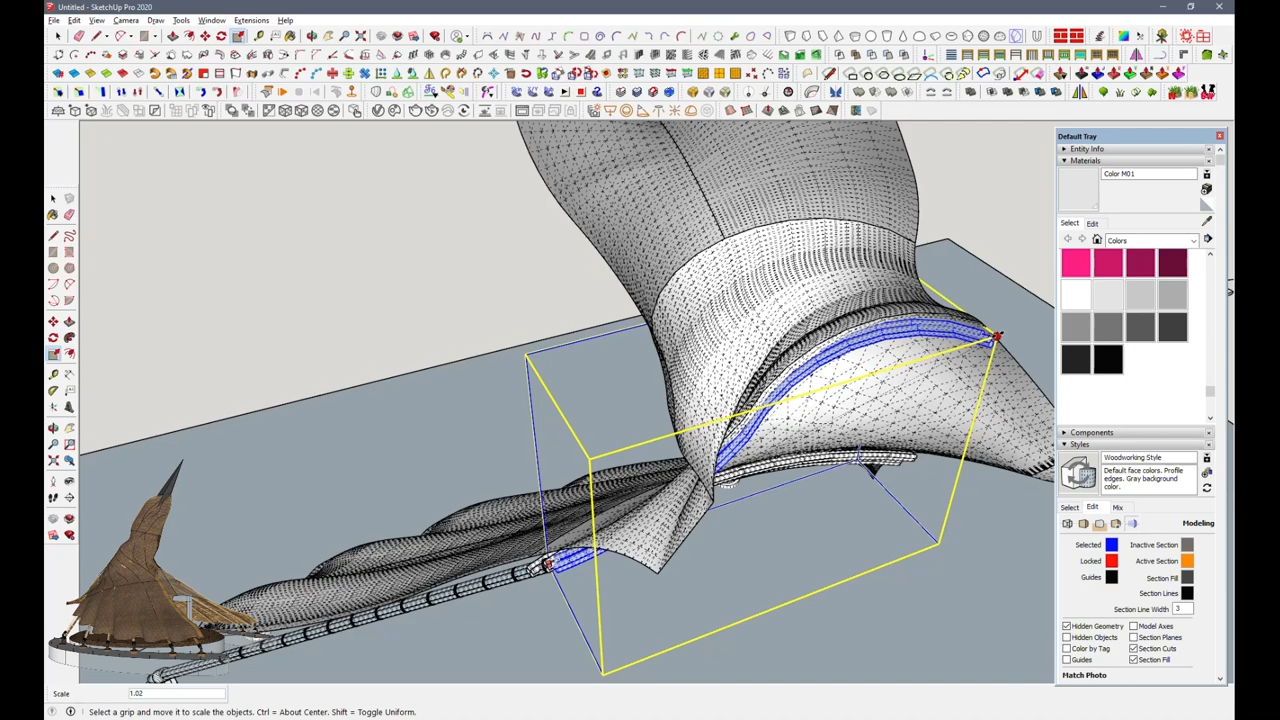 Untitled - SketchUp Pro 2020
File Edit View Camera Draw Tools Window Extensions Help
Default Tray
Entity Info
Materials
Color M01
Select Edit
Colors
Components
Styles
Woodworking Style
Default face colors. Profile
edges. Gray background
color.
Select Edit Mix
Modeling
Selected Inactive Section
Locked Active Section
Guides Section Fill
Section Lines
Section Line Width 3
Hidden Geometry Model Axes
Hidden Objects Section Planes
Color by Tag Section Cuts
Guides Section Fill
Match Photo
Scale 1.02
Select a grip and move it to scale the objects. Ctrl = About Center. Shift = Toggle Uniform.